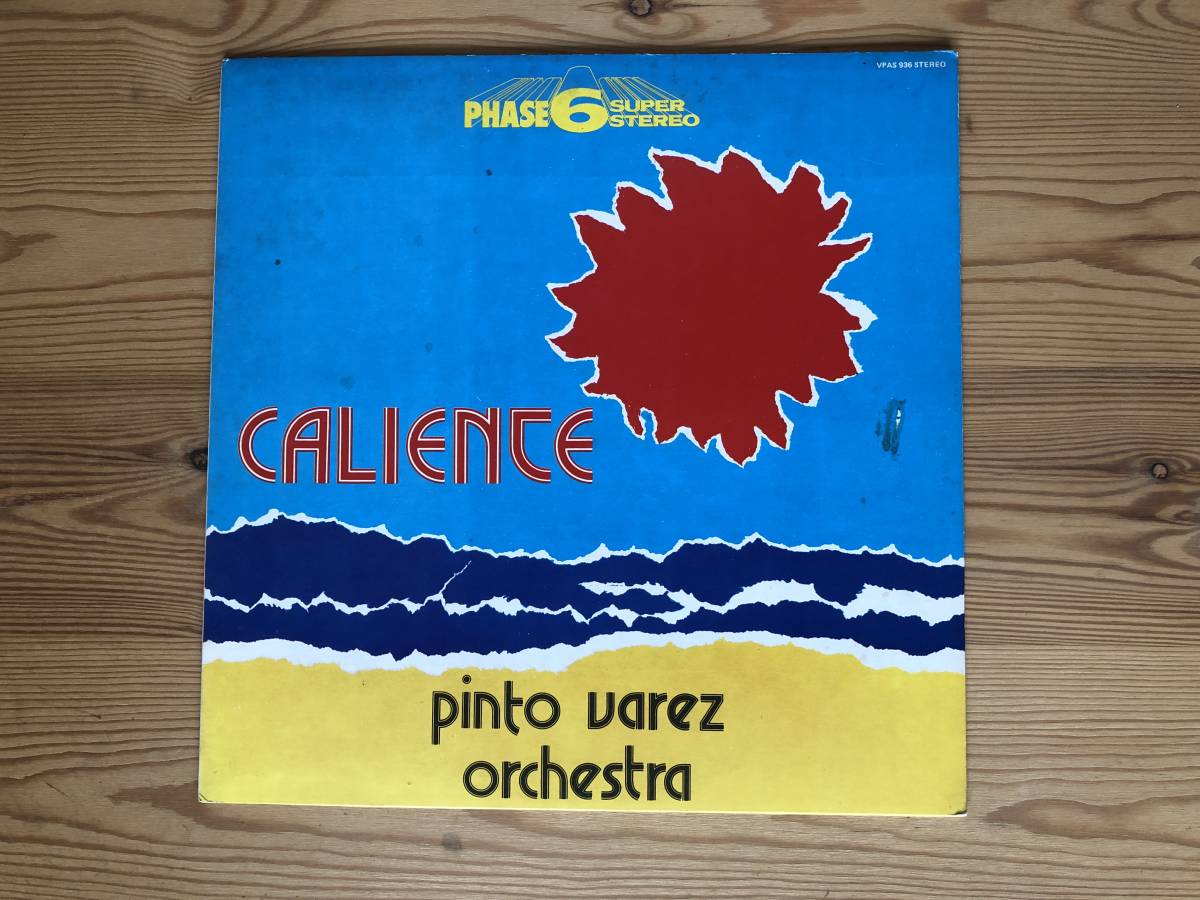 VPAS 936 STEREO
PHASE 6 SUPER STEREO
CALIENTE
pinto varez
orchestra